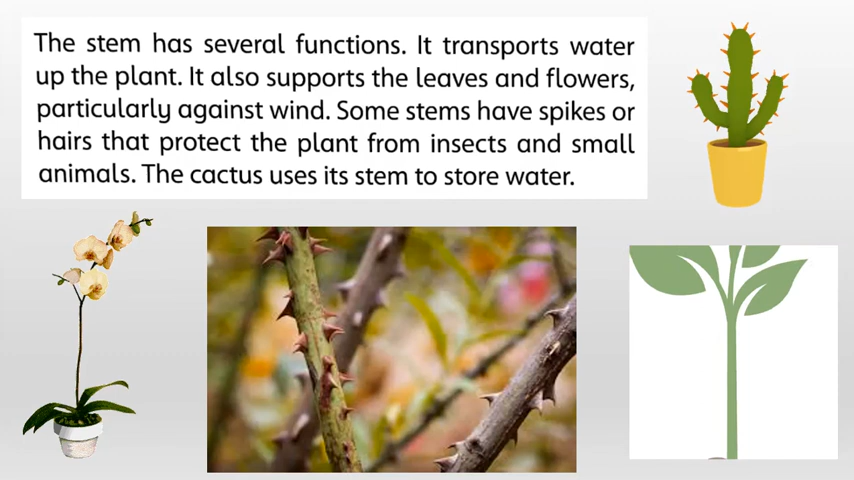 The stem has several functions. It transports water
up the plant. It also supports the leaves and flowers,
particularly against wind. Some stems have spikes or
hairs that protect the plant from insects and small
animals. The cactus uses its stem to store water.